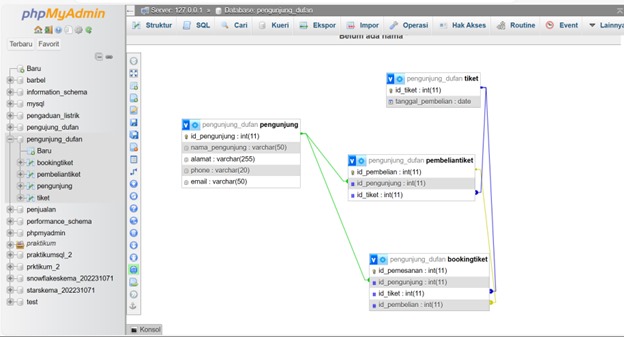 phpMyAdmin
Terbaru Favorit
Baru
barbel
information_schema
mysql
pengaduan_listrik
pengujung_dufan
pengunjung_dufan
Baru
bookingtiket
pembeliantiket
pengunjung
tiket
penjualan
performance_schema
phpmyadmin
praktikum
praktikumsql_2
prktikum_2
snowflakeskema_202231071
starskema_202231071
test
Server: 127.0.0.1 » Database: pengunjung_dufan
Struktur SQL Cari Kueri Ekspor Impor Operasi Hak Akses Routine Event Lainnya
Belum ada nama
pengunjung_dufan tiket
id_tiket : int(11)
tanggal_pembelian : date
pengunjung_dufan pengunjung
id_pengunjung : int(11)
nama_pengunjung : varchar(50)
alamat : varchar(255)
phone : varchar(20)
email : varchar(50)
pengunjung_dufan pembeliantiket
id_pembelian : int(11)
id_pengunjung : int(11)
id_tiket : int(11)
pengunjung_dufan bookingtiket
id_pemesanan : int(11)
id_pengunjung : int(11)
id_tiket : int(11)
id_pembelian : int(11)
Konsol